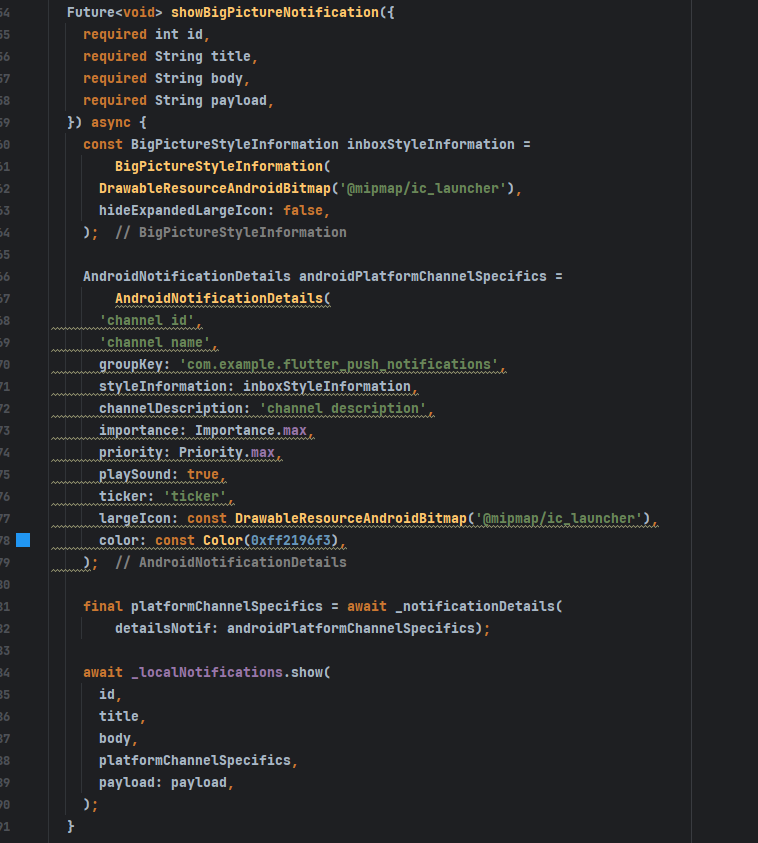 54 Future<void> showBigPictureNotification({
55 required int id,
56 required String title,
57 required String body,
58 required String payload,
59 }) async {
60 const BigPictureStyleInformation inboxStyleInformation =
61 BigPictureStyleInformation(
62 DrawableResourceAndroidBitmap('@mipmap/ic_launcher'),
63 hideExpandedLargeIcon: false,
64 ); // BigPictureStyleInformation
65
66 AndroidNotificationDetails androidPlatformChannelSpecifics =
67 AndroidNotificationDetails(
68 'channel id',
69 'channel name',
70 groupKey: 'com.example.flutter_push_notifications',
71 styleInformation: inboxStyleInformation,
72 channelDescription: 'channel description',
73 importance: Importance.max,
74 priority: Priority.max,
75 playSound: true,
76 ticker: 'ticker',
77 largeIcon: const DrawableResourceAndroidBitmap('@mipmap/ic_launcher'),
78 color: const Color(0xff2196f3),
79 ); // AndroidNotificationDetails
80
81 final platformChannelSpecifics = await _notificationDetails(
82 detailsNotif: androidPlatformChannelSpecifics);
83
84 await _localNotifications.show(
85 id,
86 title,
87 body,
88 platformChannelSpecifics,
89 payload: payload,
90 );
91 }